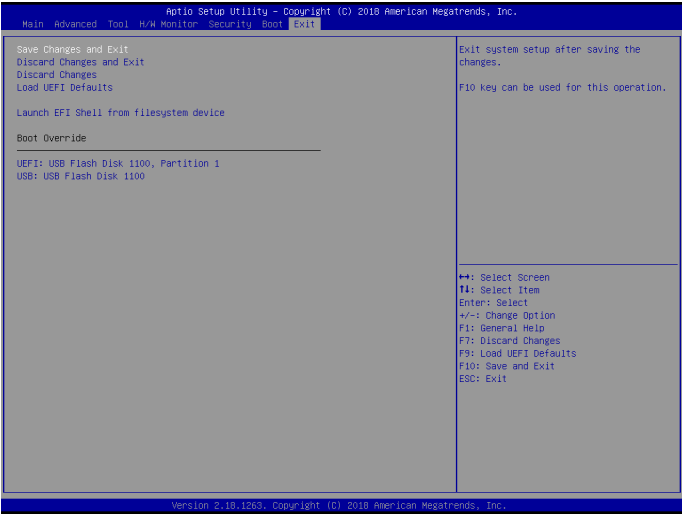 Aptio Setup Utility – Copyright (C) 2018 American Megatrends, Inc.
Main Advanced Tool H/W Monitor Security Boot Exit
Save Changes and Exit
Discard Changes and Exit
Discard Changes
Load UEFI Defaults
Launch EFI Shell from filesystem device
Boot Override
UEFI: USB Flash Disk 1100, Partition 1
USB: USB Flash Disk 1100
Exit system setup after saving the
changes.
F10 key can be used for this operation.
↔: Select Screen
↑↓: Select Item
Enter: Select
+/-: Change Option
F1: General Help
F7: Discard Changes
F9: Load UEFI Defaults
F10: Save and Exit
ESC: Exit
Version 2.18.1263. Copyright (C) 2018 American Megatrends, Inc.